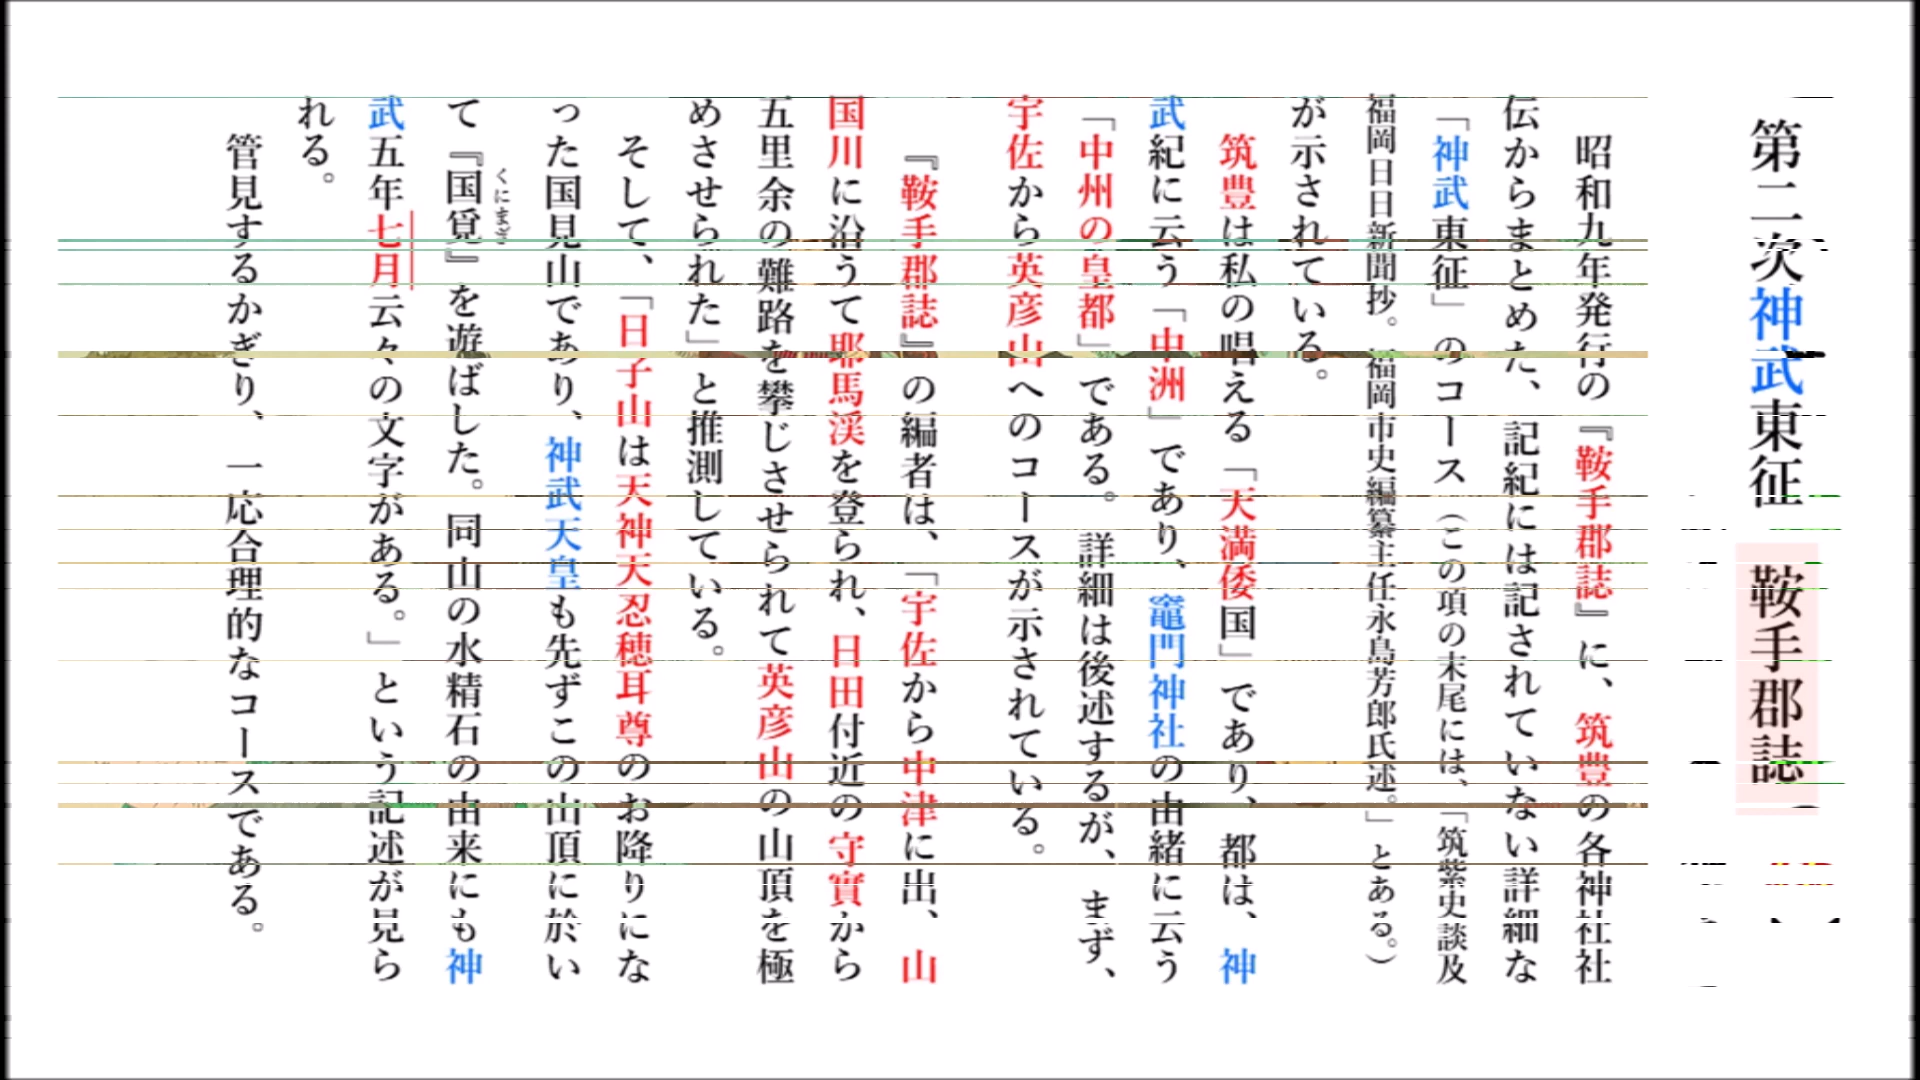 第二次神武東征　鞍手郡誌
昭和九年発行の『鞍手郡誌』に、筑豊の各神社社
伝からまとめた、記紀には記されていない詳細な
「神武東征」のコース（この項の末尾には、「筑紫史談及
福岡日日新聞抄。福岡市史編纂主任永島芳郎氏述。」とある。）
が示されている。
筑豊は私の唱える「天満倭国」であり、都は、神
武紀に云う「中洲」であり、竈門神社の由緒に云う
「中州の皇都」である。詳細は後述するが、まず、
宇佐から英彦山へのコースが示されている。
『鞍手郡誌』の編者は、「宇佐から中津に出、山
国川に沿うて耶馬渓を登られ、日田付近の守實から
五里余の難路を攀じさせられて英彦山の山頂を極
めさせられた」と推測している。
そして、「日子山は天神天忍穂耳尊のお降りにな
った国見山であり、神武天皇も先ずこの山頂に於い
て『国覓』を遊ばした。同山の水精石の由来にも神
くにまぎ
武五年七月云々の文字がある。」という記述が見ら
れる。
管見するかぎり、一応合理的なコースである。